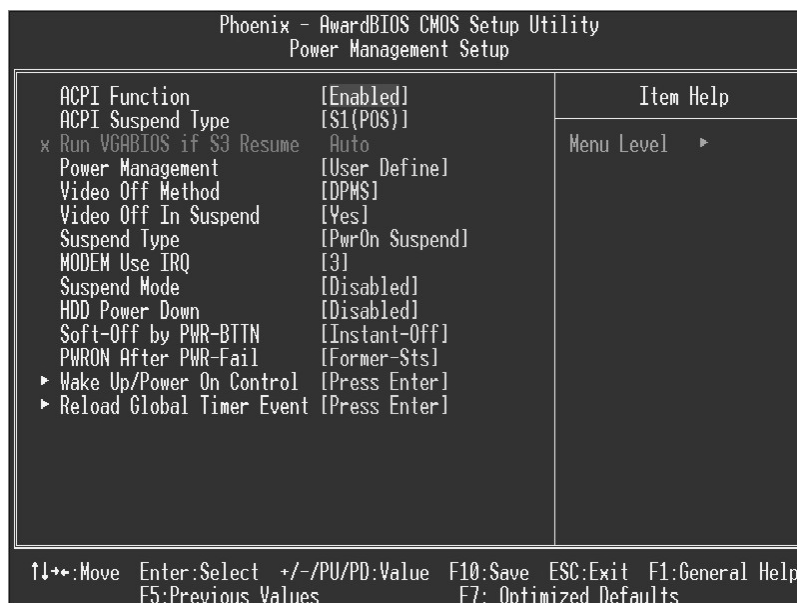 Phoenix - AwardBIOS CMOS Setup Utility
Power Management Setup
ACPI Function [Enabled]
ACPI Suspend Type [S1(POS)]
x Run VGABIOS if S3 Resume Auto
Power Management [User Define]
Video Off Method [DPMS]
Video Off In Suspend [Yes]
Suspend Type [PwrOn Suspend]
MODEM Use IRQ [3]
Suspend Mode [Disabled]
HDD Power Down [Disabled]
Soft-Off by PWR-BTTN [Instant-Off]
PWRON After PWR-Fail [Former-Sts]
► Wake Up/Power On Control [Press Enter]
► Reload Global Timer Event [Press Enter]
Item Help
Menu Level ►
↑↓→←:Move Enter:Select +/-/PU/PD:Value F10:Save ESC:Exit F1:General Help
F5:Previous Values F7: Optimized Defaults